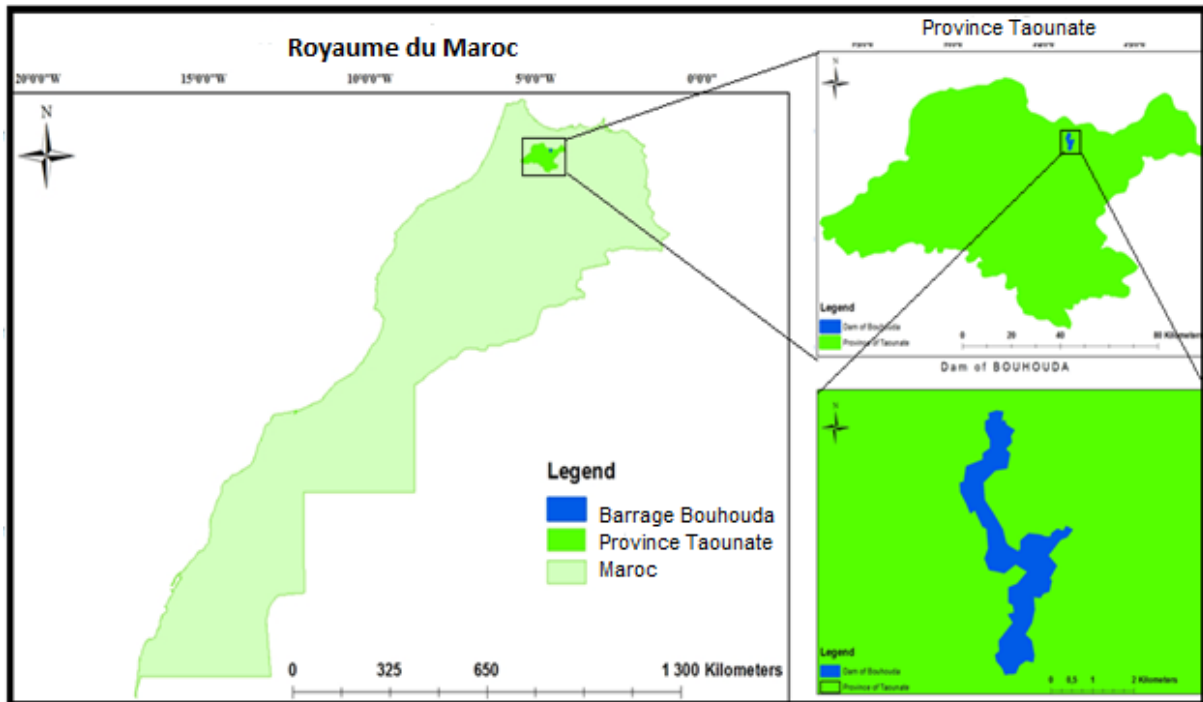 Royaume du Maroc
20°0'0"W 15°0'0"W 10°0'0"W 5°0'0"W 0°0'0"
N
Legend
Barrage Bouhouda
Province Taounate
Maroc
0 325 650 1 300 Kilometers
Province Taounate
N
Legend
Dam of Bouhouda
Province of Taounate
0 20 40 80 Kilometers
Dam of BOUHOUDA
N
Legend
Dam of Bouhouda
Province of Taounate
0 0,5 1 2 Kilometers